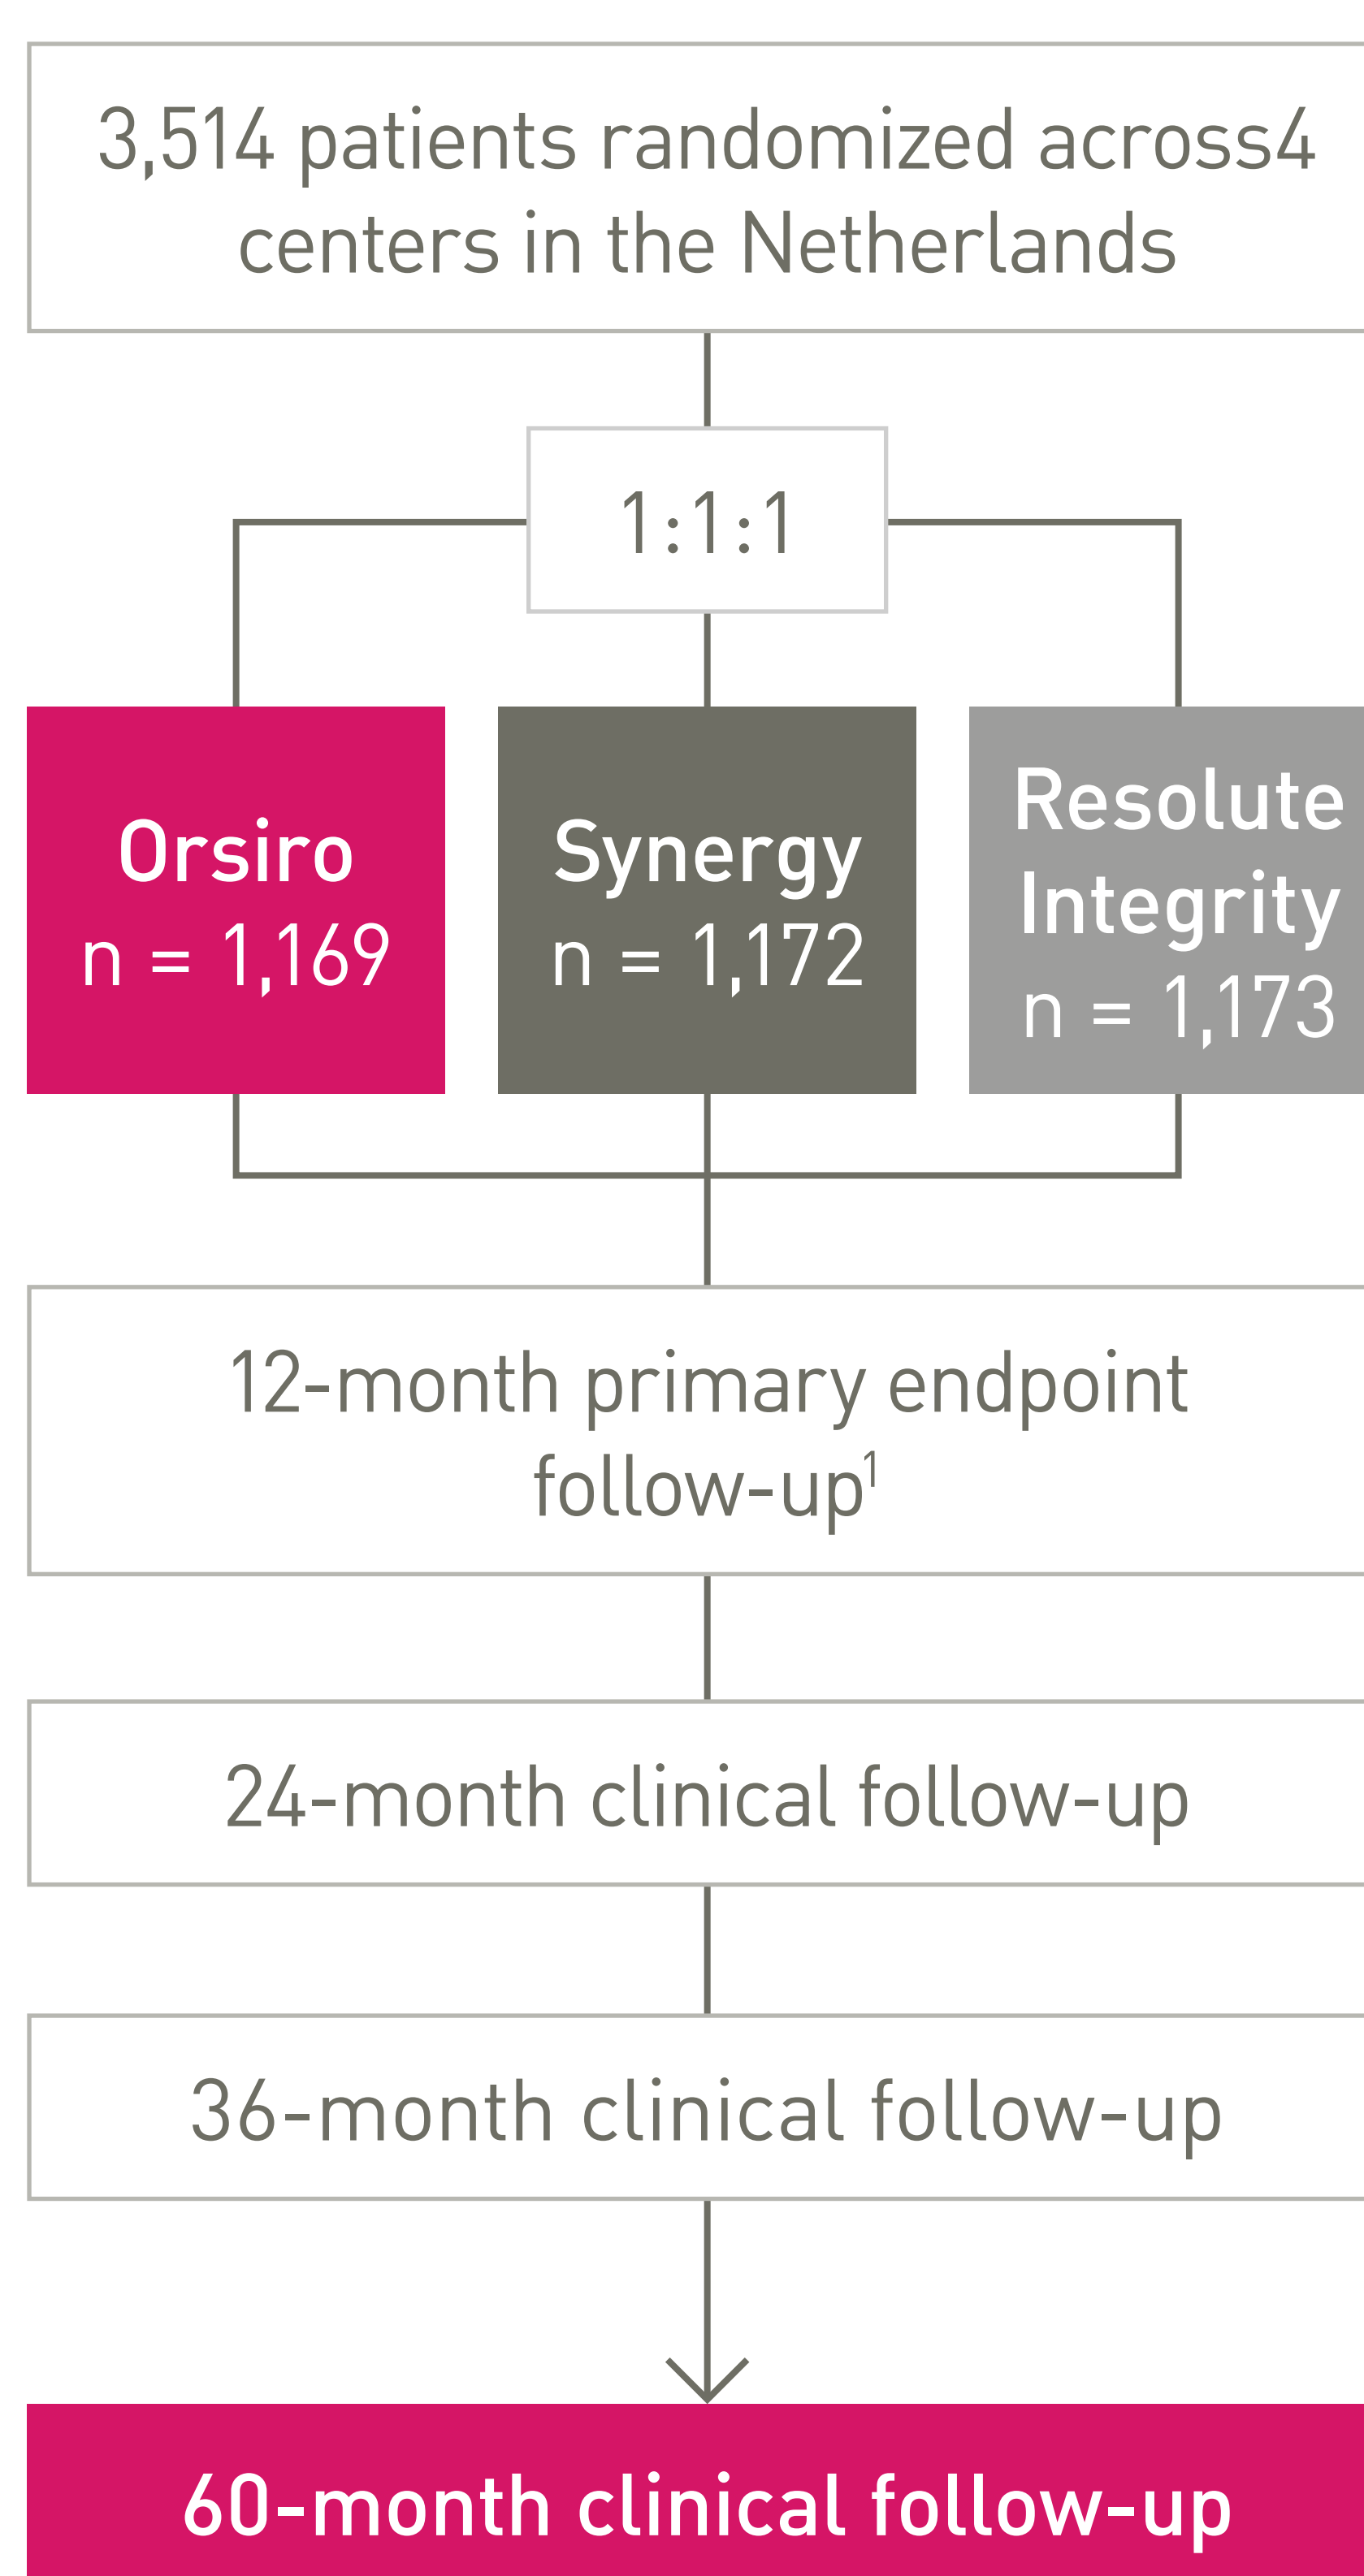 3,514 patients randomized across4
centers in the Netherlands
1:1:1
Orsiro
n = 1,169
Synergy
n = 1,172
Resolute
Integrity
n = 1,173
12-month primary endpoint
follow-up¹
24-month clinical follow-up
36-month clinical follow-up
60-month clinical follow-up